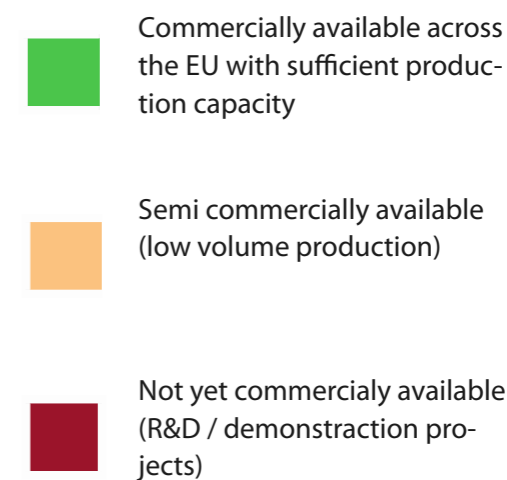 Commercially available across
the EU with sufficient produc-
tion capacity
Semi commercially available
(low volume production)
Not yet commercialy available
(R&D / demonstraction pro-
jects)